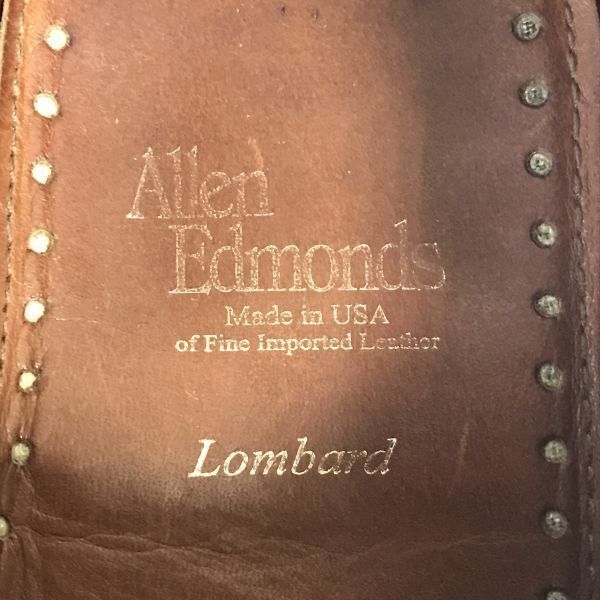 Allen
Edmonds
Made in USA
of Fine Imported Leather
Lombard